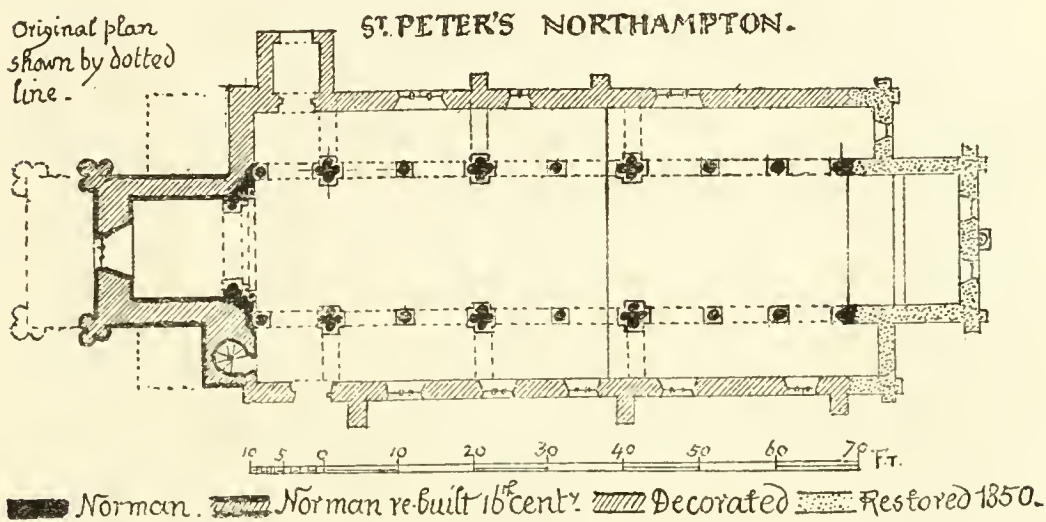 Original plan
shown by dotted
line.
ST. PETER'S NORTHAMPTON.
10 5 0 10 20 30 40 50 60 70 FT.
Norman. Norman re-built 16th centy. Decorated Restored 1850.